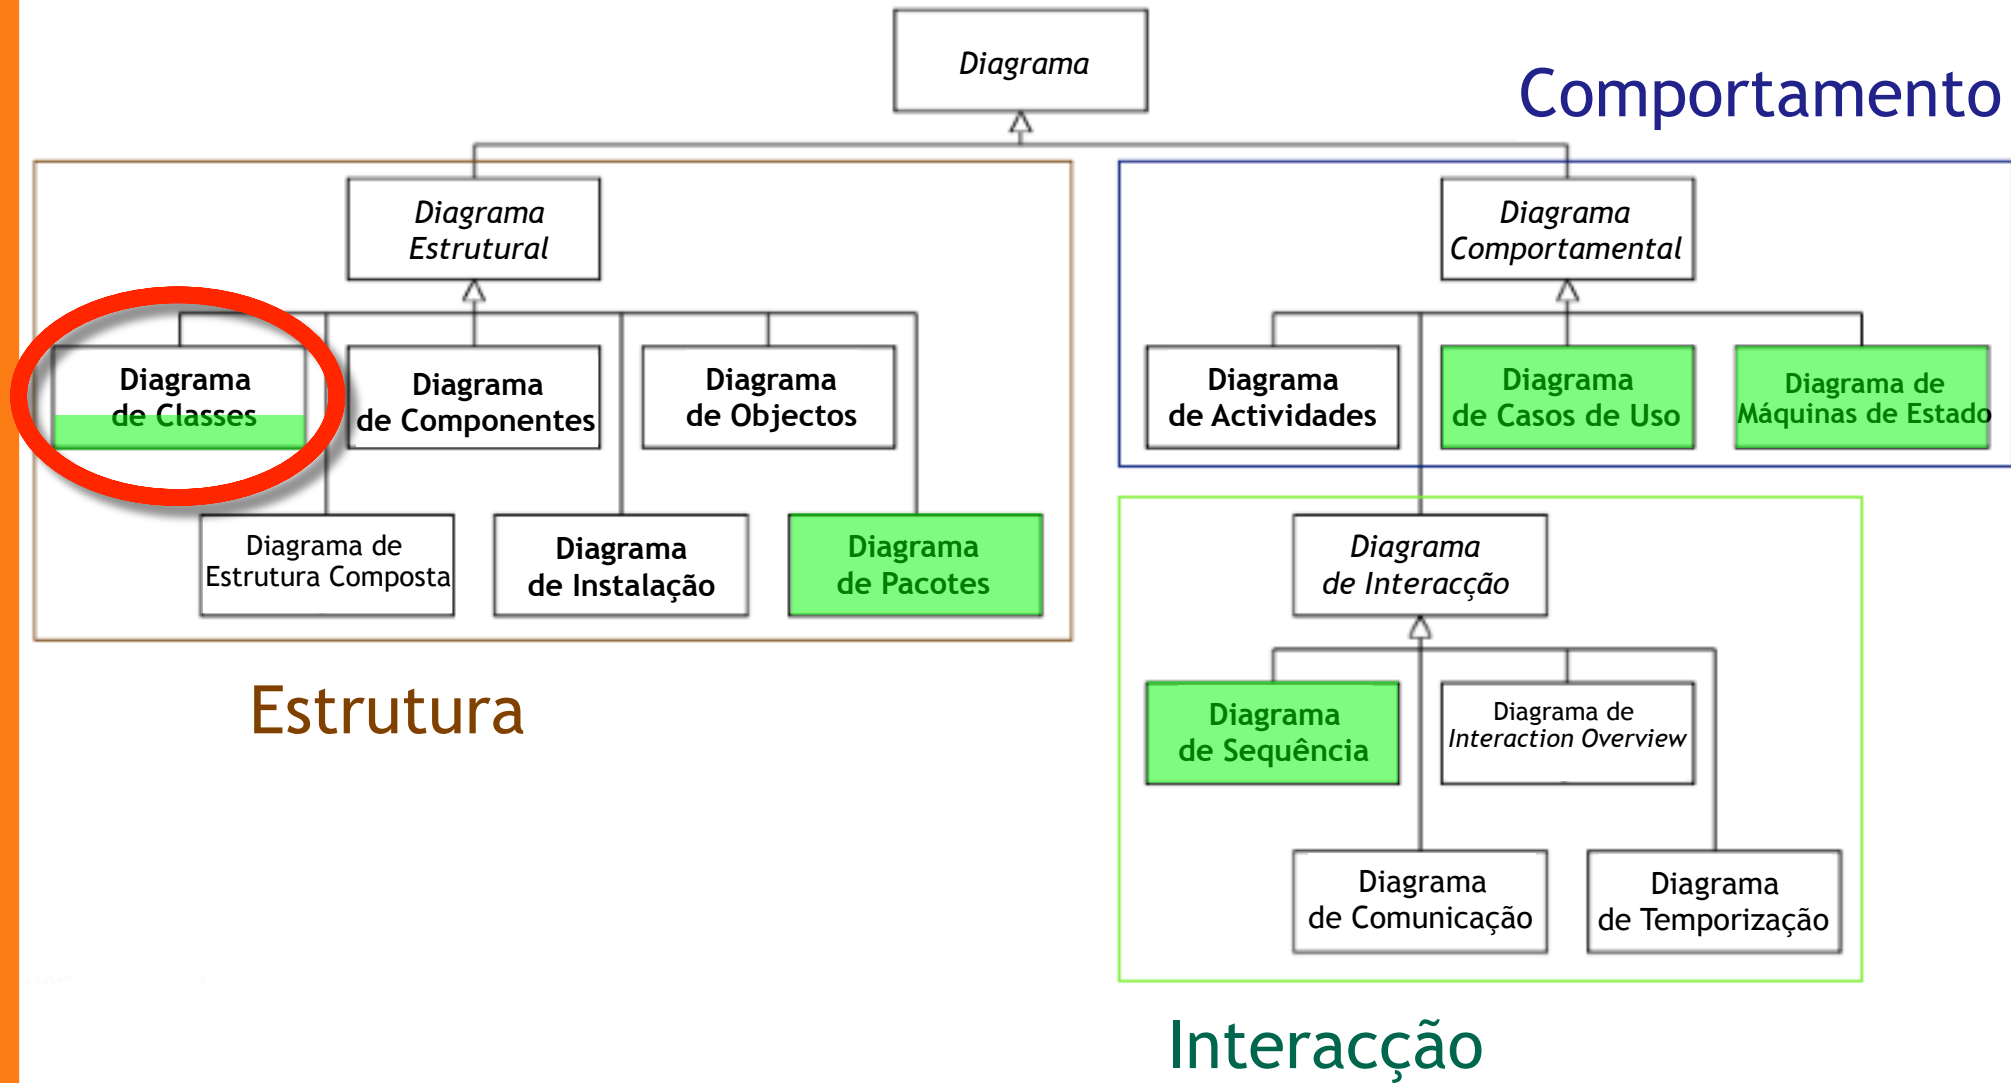 Diagrama
Comportamento
Diagrama
Estrutural
Diagrama
Comportamental
Diagrama
de Classes
Diagrama
de Componentes
Diagrama
de Objectos
Diagrama
de Actividades
Diagrama
de Casos de Uso
Diagrama de
Máquinas de Estado
Diagrama de
Estrutura Composta
Diagrama
de Instalação
Diagrama
de Pacotes
Diagrama
de Interacção
Estrutura
Diagrama
de Sequência
Diagrama de
Interaction Overview
Diagrama
de Comunicação
Diagrama
de Temporização
Interacção